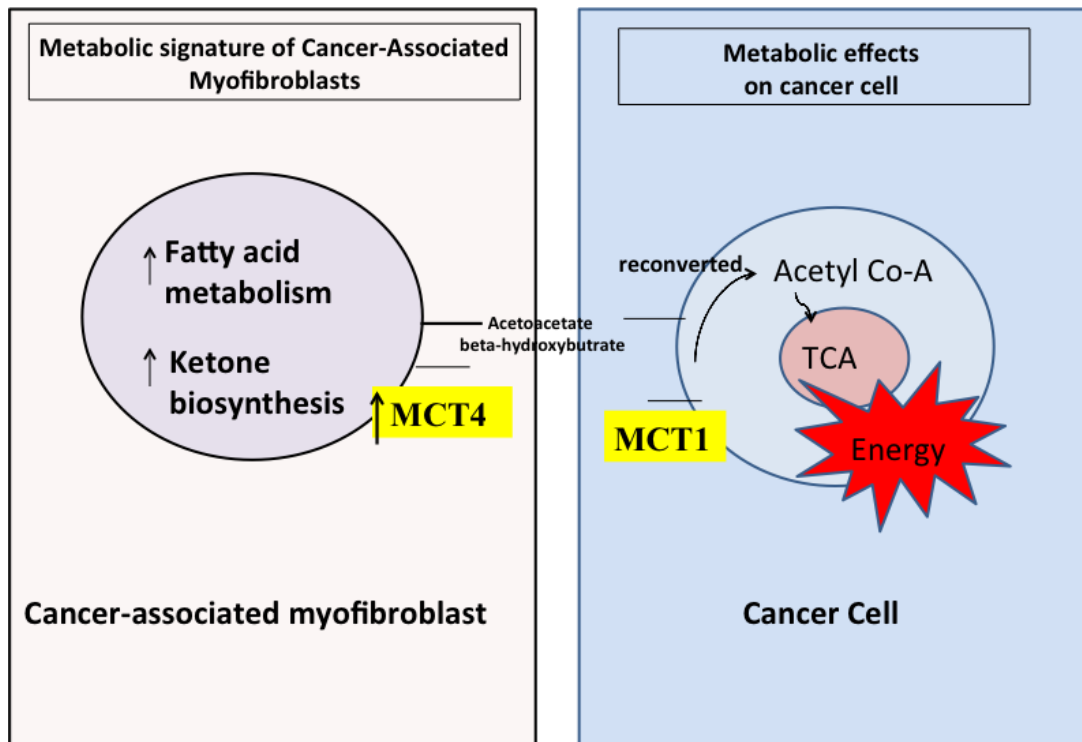 Metabolic signature of Cancer-Associated
Myofibroblasts
Fatty acid
metabolism
Ketone
biosynthesis
MCT4
Cancer-associated myofibroblast
Acetoacetate
beta-hydroxybutrate
Metabolic effects
on cancer cell
reconverted
Acetyl Co-A
TCA
Energy
MCT1
Cancer Cell